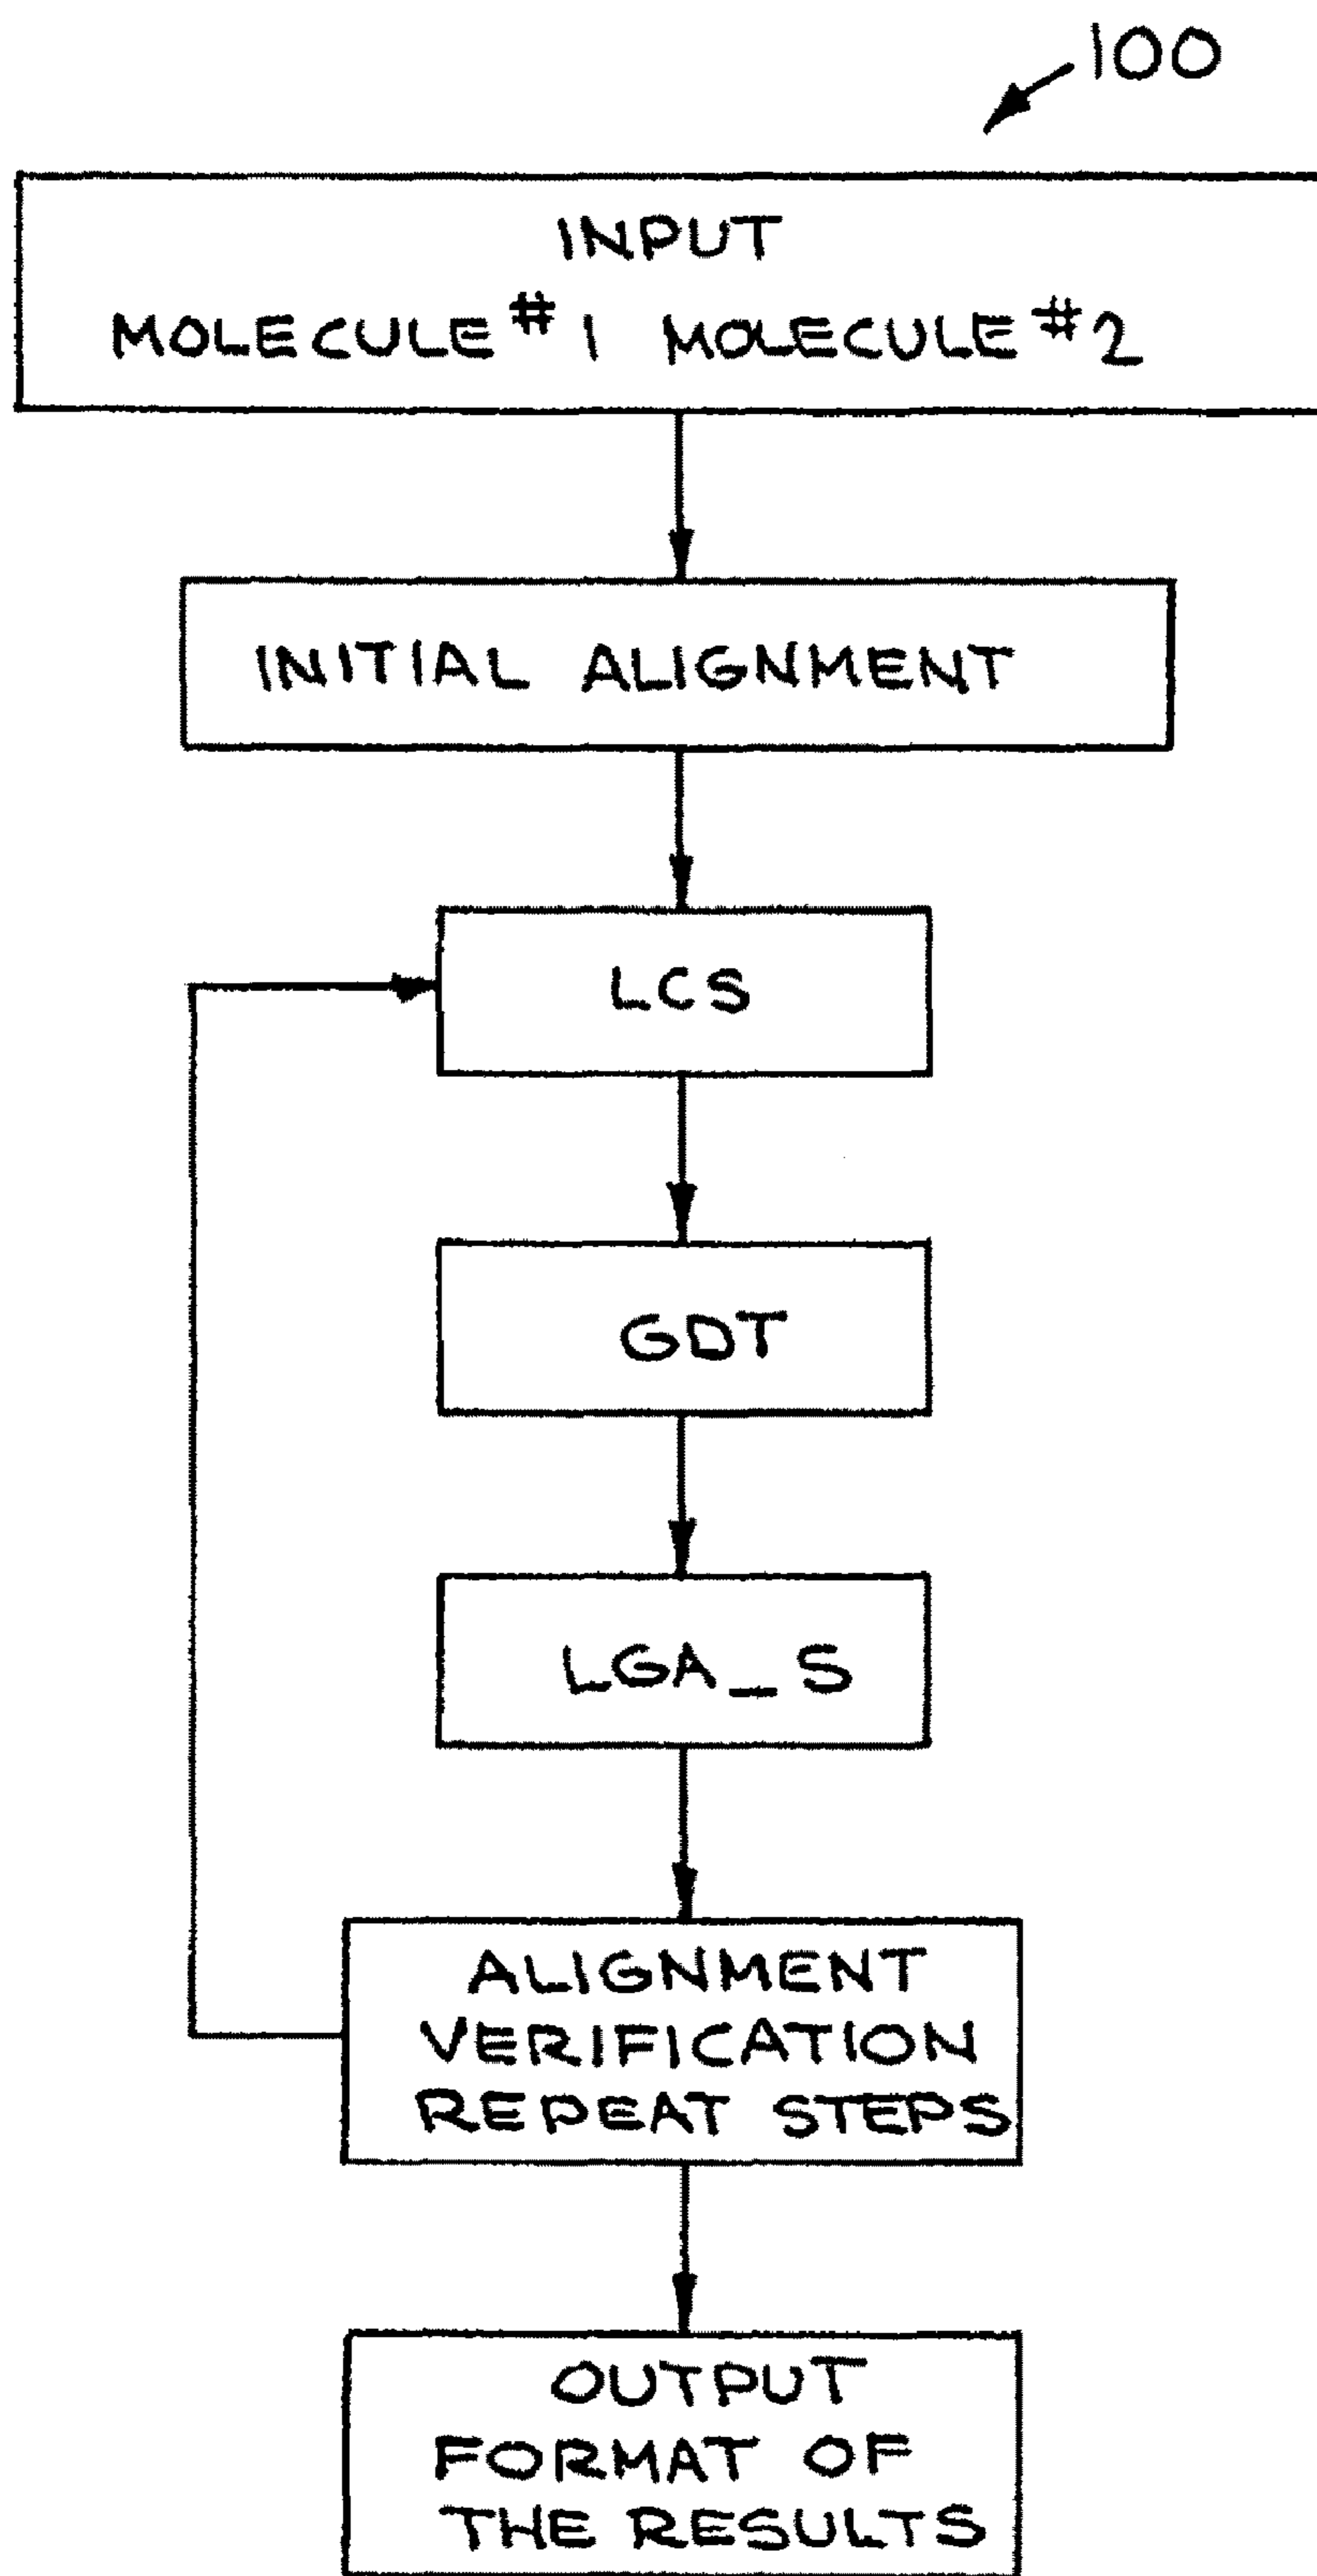 100
INPUT
MOLECULE #1 MOLECULE #2
INITIAL ALIGNMENT
LCS
GDT
LGA_S
ALIGNMENT
VERIFICATION
REPEAT STEPS
OUTPUT
FORMAT OF
THE RESULTS